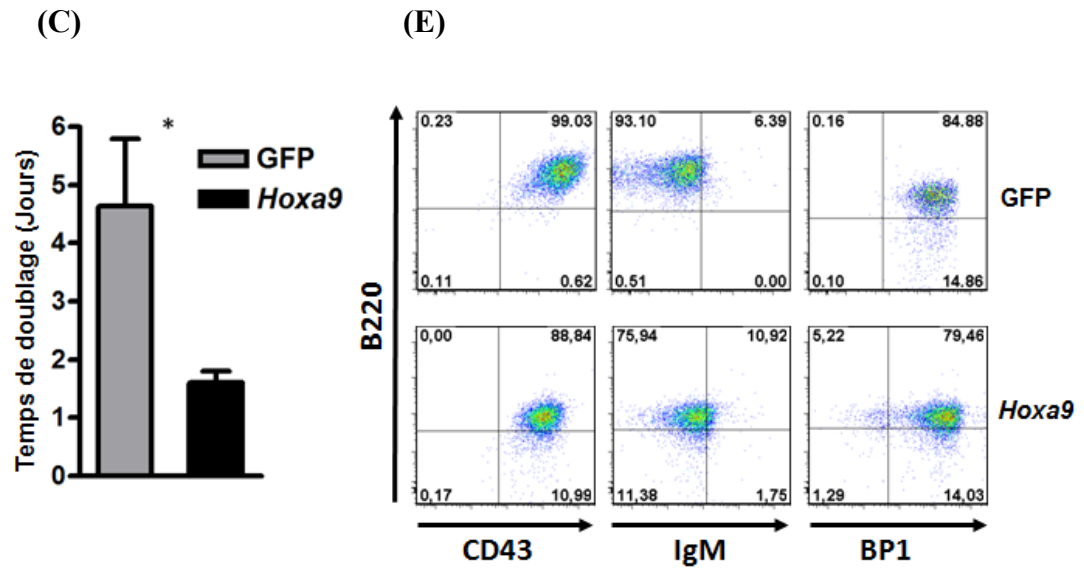 (C)
(E)
Temps de doublage (Jours)
6
5
4
3
2
1
0
*
GFP
Hoxa9
B220
0.23 99.03
0.11 0.62
93.10 6.39
0.51 0.00
0.16 84.88
0.10 14.86
GFP
0,00 88,84
0,17 10,99
75,94 10,92
11,38 1,75
5,22 79,46
1,29 14,03
Hoxa9
CD43
IgM
BP1